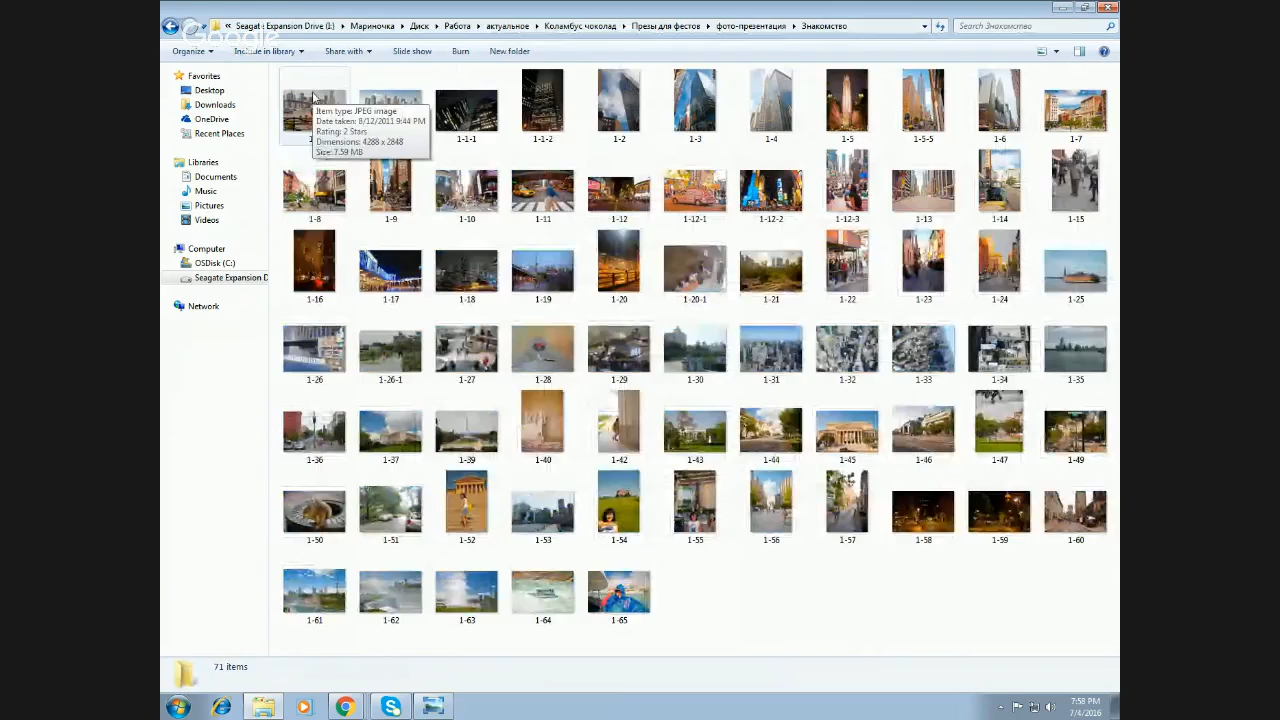 Seagate Expansion Drive (I:) Мариночка Диск Работа актуальное Коламбус чоколад Презы для фестов фото-презентация Знакомство Search Знакомство
Google
Organize Include in library Share with Slide show Burn New folder
Favorites
Desktop
Downloads
OneDrive
Recent Places
Libraries
Documents
Music
Pictures
Videos
Computer
OSDisk (C:)
Seagate Expansion D
Network
Item type: JPEG image
Date taken: 8/12/2011 9:44 PM
Rating: 2 Stars
Dimensions: 4288 x 2848
Size: 7.59 MB
1-1-1 1-1-2 1-2 1-3 1-4 1-5 1-5-5 1-6 1-7
1-8 1-9 1-10 1-11 1-12 1-12-1 1-12-2 1-12-3 1-13 1-14 1-15
1-16 1-17 1-18 1-19 1-20 1-20-1 1-21 1-22 1-23 1-24 1-25
1-26 1-26-1 1-27 1-28 1-29 1-30 1-31 1-32 1-33 1-34 1-35
1-36 1-37 1-39 1-40 1-42 1-43 1-44 1-45 1-46 1-47 1-49
1-50 1-51 1-52 1-53 1-54 1-55 1-56 1-57 1-58 1-59 1-60
1-61 1-62 1-63 1-64 1-65
71 items
7:58 PM
7/4/2016